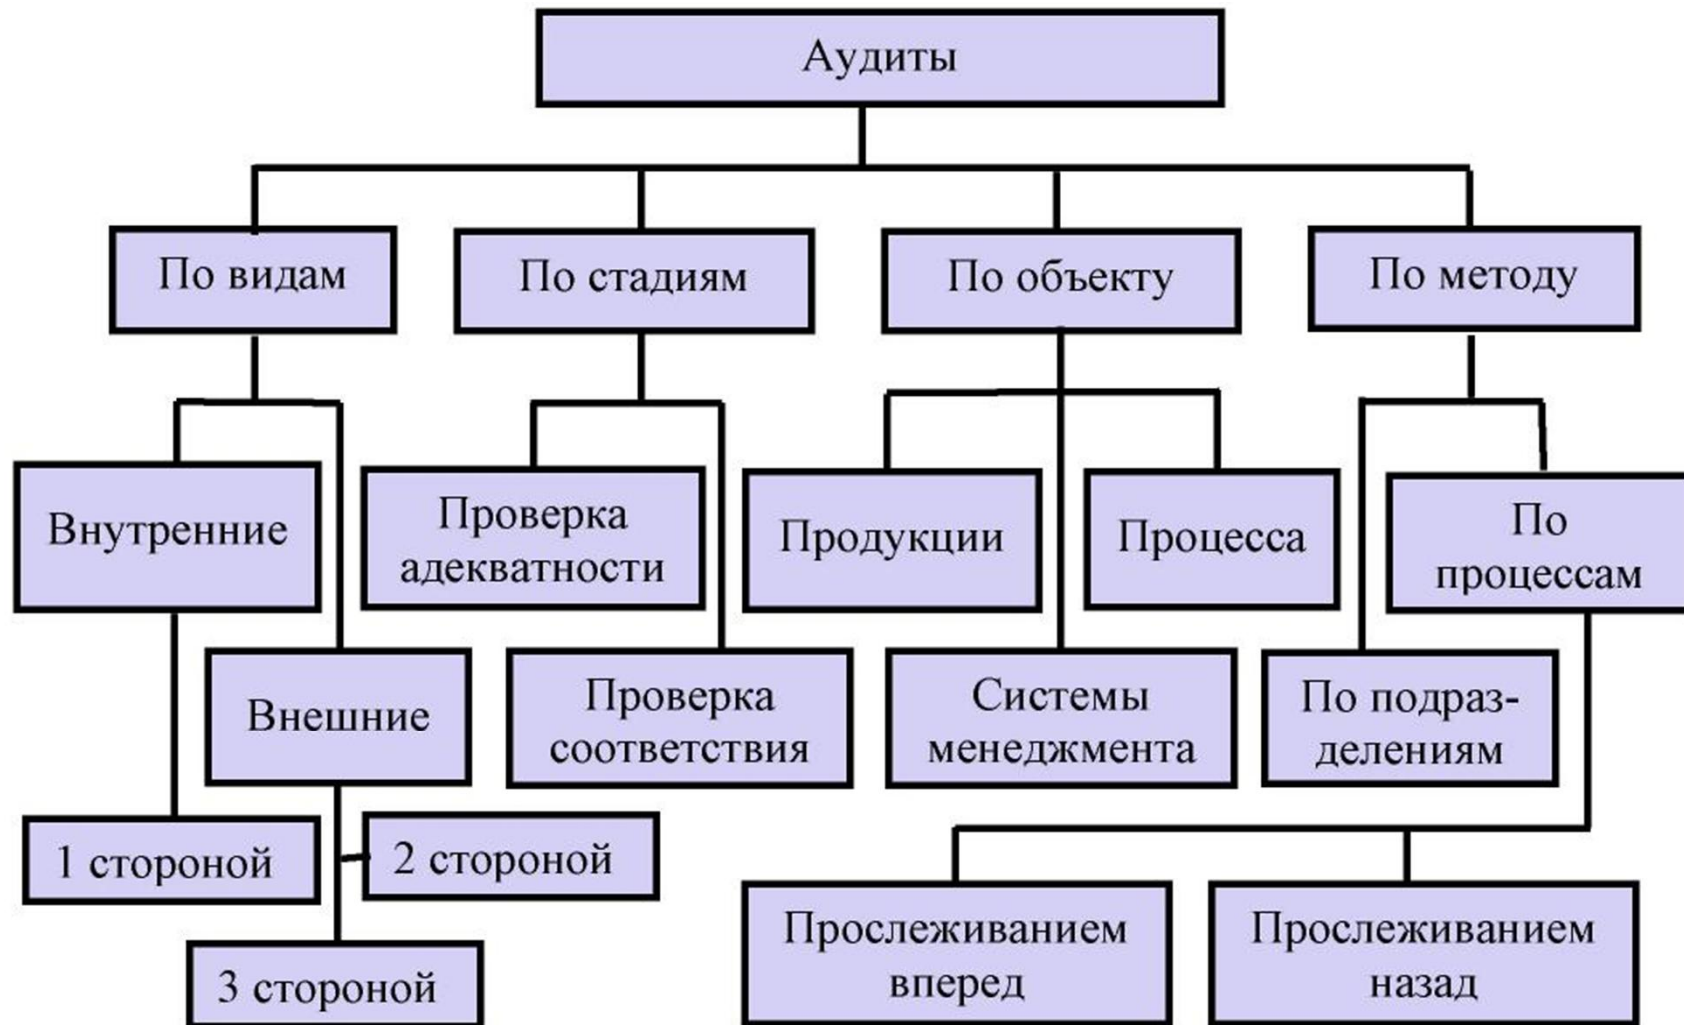 Аудиты
По видам
По стадиям
По объекту
По методу
Внутренние
Проверка
адекватности
Продукции
Процесса
По
процессам
Внешние
Проверка
соответствия
Системы
менеджмента
По подраз-
делениям
1 стороной
2 стороной
3 стороной
Прослеживанием
вперед
Прослеживанием
назад